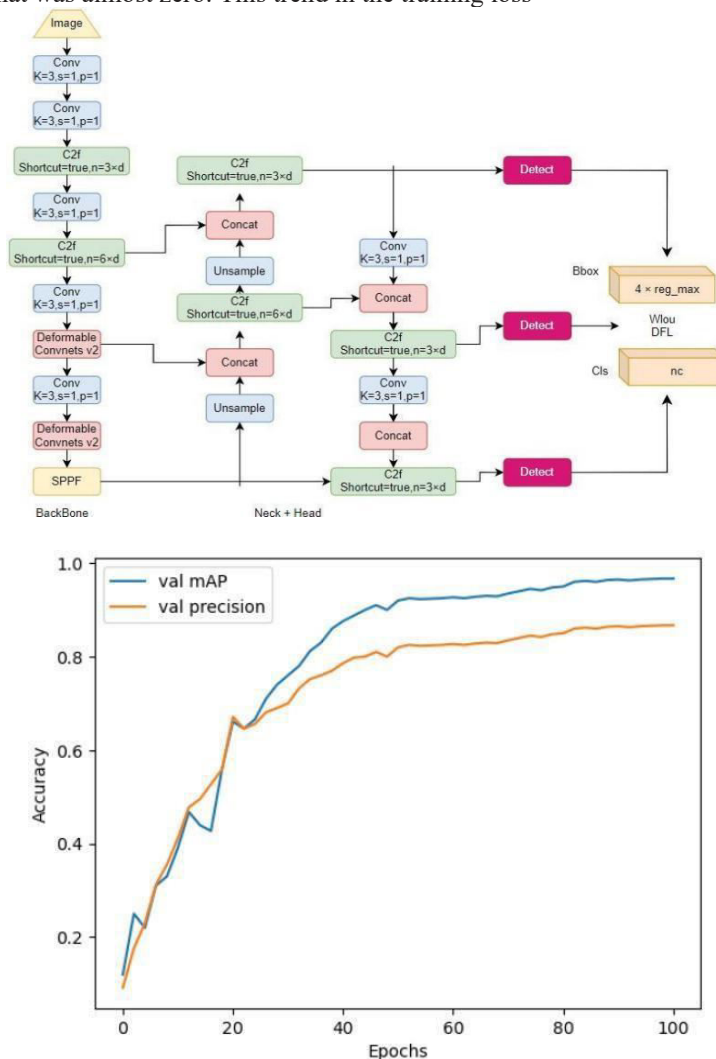 at was almost zero. This trend in the training loss
Image
Conv
K=3,s=1,p=1
Conv
K=3,s=1,p=1
C2f
Shortcut=true,n=3×d
Conv
K=3,s=1,p=1
C2f
Shortcut=true,n=6×d
Conv
K=3,s=1,p=1
Deformable
Convnets v2
Conv
K=3,s=1,p=1
Deformable
Convnets v2
SPPF
BackBone
C2f
Shortcut=true,n=3×d
Concat
Unsample
C2f
Shortcut=true,n=6×d
Concat
Unsample
Neck + Head
Conv
K=3,s=1,p=1
Concat
C2f
Shortcut=true,n=3×d
Conv
K=3,s=1,p=1
Concat
C2f
Shortcut=true,n=3×d
Detect
Detect
Detect
Bbox
4 × reg_max
Wlou
DFL
Cls
nc
val mAP
val precision
1.0
0.8
0.6
0.4
0.2
Accuracy
0
20
40
60
80
100
Epochs